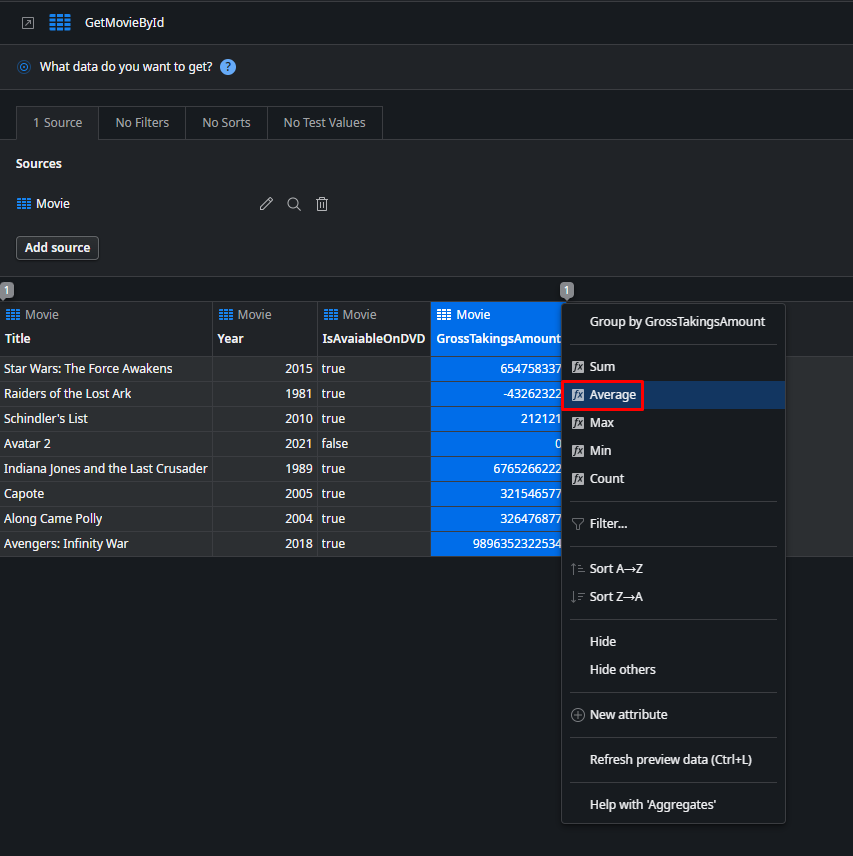 GetMovieById
What data do you want to get? ?
1 Source No Filters No Sorts No Test Values
Sources
Movie
Add source
1 1
Movie Movie Movie Movie
Title Year IsAvaiableOnDVD GrossTakingsAmount
Star Wars: The Force Awakens 2015 true 654758337
Raiders of the Lost Ark 1981 true -43262322
Schindler's List 2010 true 212121
Avatar 2 2021 false 0
Indiana Jones and the Last Crusader 1989 true 6765266222
Capote 2005 true 321546577
Along Came Polly 2004 true 326476877
Avengers: Infinity War 2018 true 9896352322534
Group by GrossTakingsAmount
fx Sum
fx Average
fx Max
fx Min
fx Count
Filter...
Sort A→Z
Sort Z→A
Hide
Hide others
New attribute
Refresh preview data (Ctrl+L)
Help with 'Aggregates'